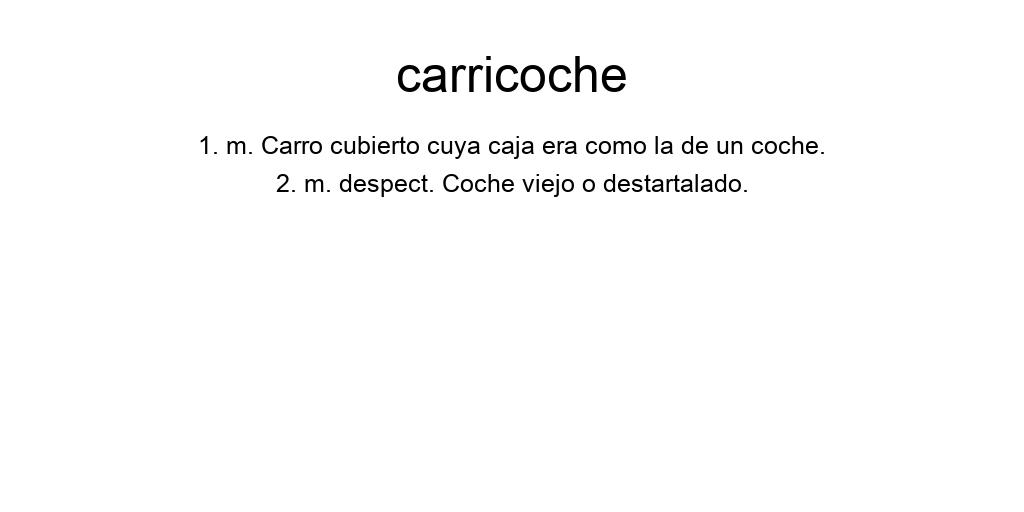 carricoche
1. m. Carro cubierto cuya caja era como la de un coche.
2. m. despect. Coche viejo o destartalado.